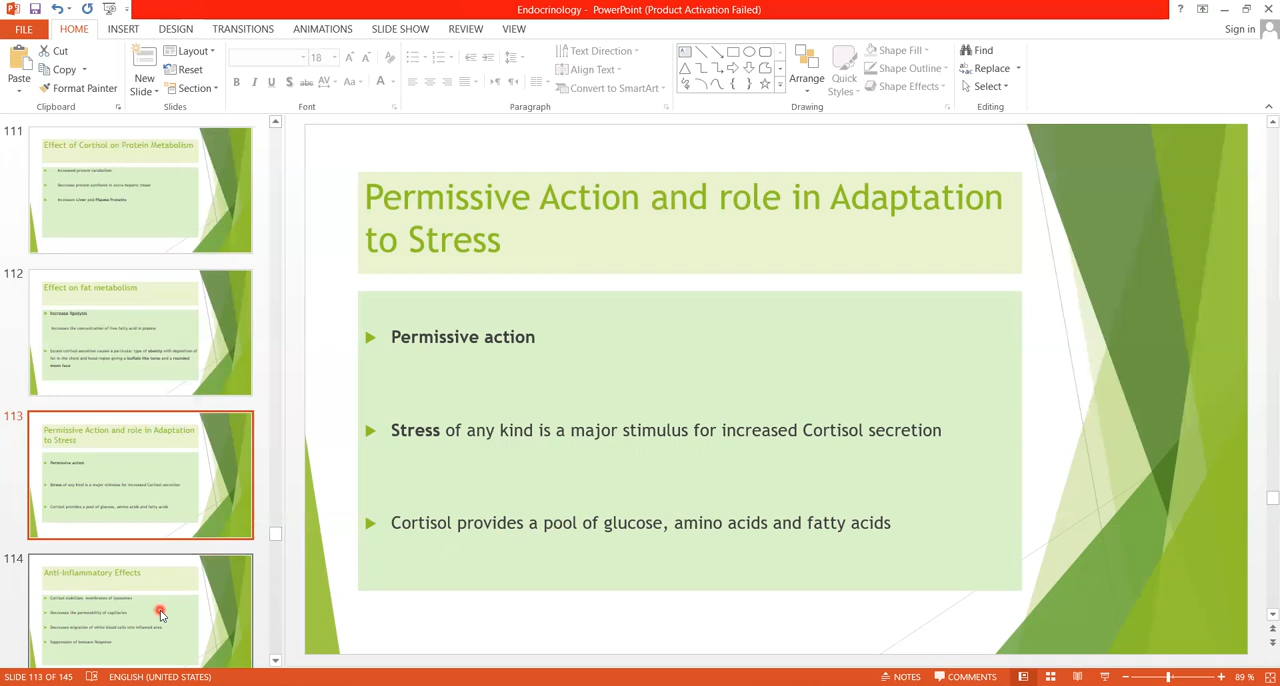 Endocrinology - PowerPoint (Product Activation Failed)
FILE HOME INSERT DESIGN TRANSITIONS ANIMATIONS SLIDE SHOW REVIEW VIEW Sign in
Paste Cut Copy Format Painter Clipboard
New Slide Layout Reset Section Slides
18 B I U S abc AV Aa A Font
Text Direction Align Text Convert to SmartArt Paragraph
Arrange Quick Styles Shape Fill Shape Outline Shape Effects Drawing
Find Replace Select Editing
111
Effect of Cortisol on Protein Metabolism
Increased protein catabolism
Decrease protein synthesis in extra hepatic tissue
Increases Liver and Plasma Proteins
112
Effect on fat metabolism
Increase lipolysis
Increases the concentration of free fatty acid in plasma
Excess cortisol secretion causes a particular type of obesity with deposition of
fat in the chest and head region giving a buffalo like torso and a rounded
moon face
113
Permissive Action and role in Adaptation
to Stress
Permissive action
Stress of any kind is a major stimulus for increased Cortisol secretion
Cortisol provides a pool of glucose, amino acids and fatty acids
114
Anti-Inflammatory Effects
Cortisol stabilizes membranes of lysosomes
Decreases the permeability of capillaries
Decreases migration of white blood cells into inflamed area
Suppression of Immune Response
Permissive Action and role in Adaptation
to Stress
Permissive action
Stress of any kind is a major stimulus for increased Cortisol secretion
Cortisol provides a pool of glucose, amino acids and fatty acids
SLIDE 113 OF 145 ENGLISH (UNITED STATES) NOTES COMMENTS 89 %